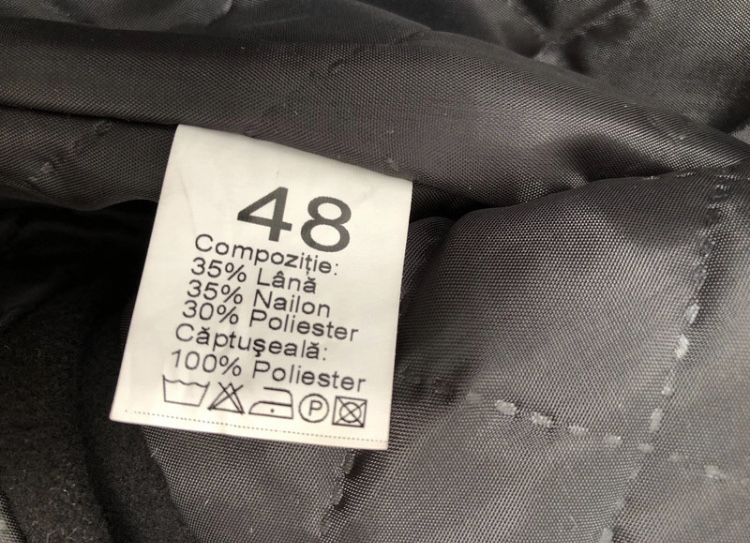 48
Compoziție:
35% Lână
35% Nailon
30% Poliester
Căptușeală:
100% Poliester
P